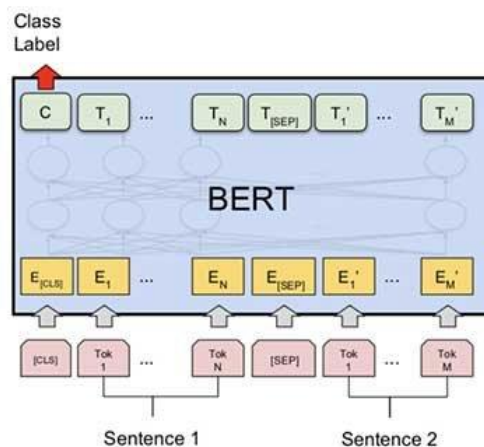 Class
Label
C T1 ... TN T[SEP] T1' ... TM'
BERT
E[CLS] E1 ... EN E[SEP] E1' ... EM'
[CLS] Tok 1 ... Tok N [SEP] Tok 1 ... Tok M
Sentence 1 Sentence 2